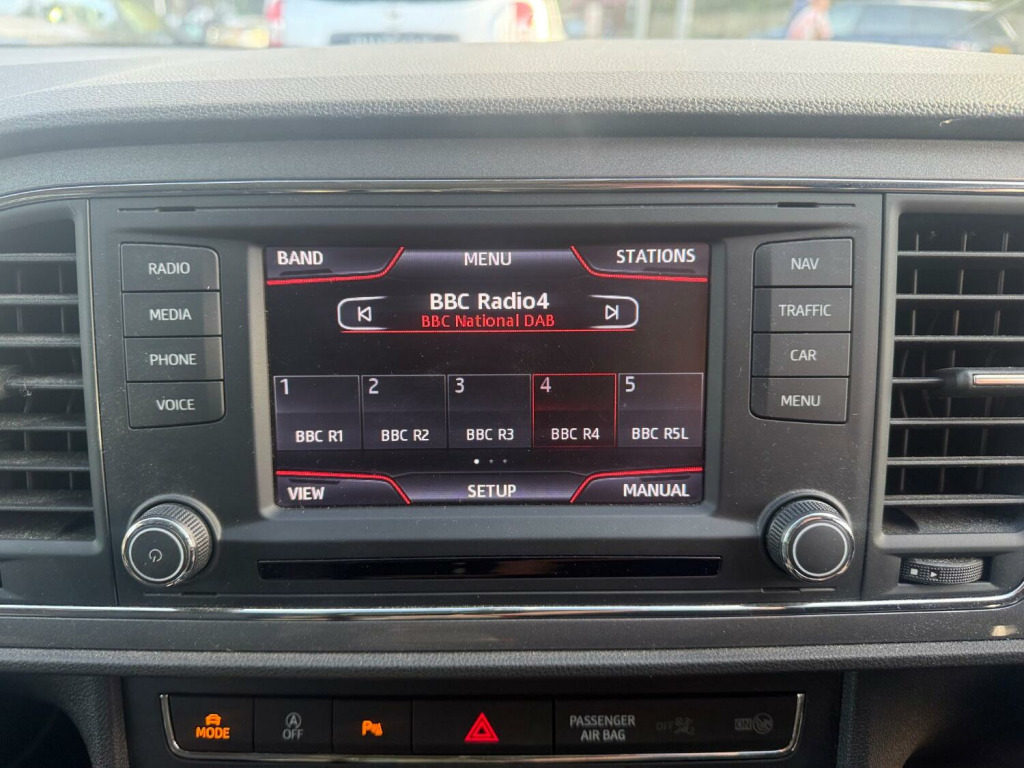 RADIO
MEDIA
PHONE
VOICE
BAND
MENU
STATIONS
BBC Radio4
BBC National DAB
1
2
3
4
5
BBC R1
BBC R2
BBC R3
BBC R4
BBC R5L
VIEW
SETUP
MANUAL
NAV
TRAFFIC
CAR
MENU
MODE
A
OFF
PASSENGER
AIR BAG
OFF
ON